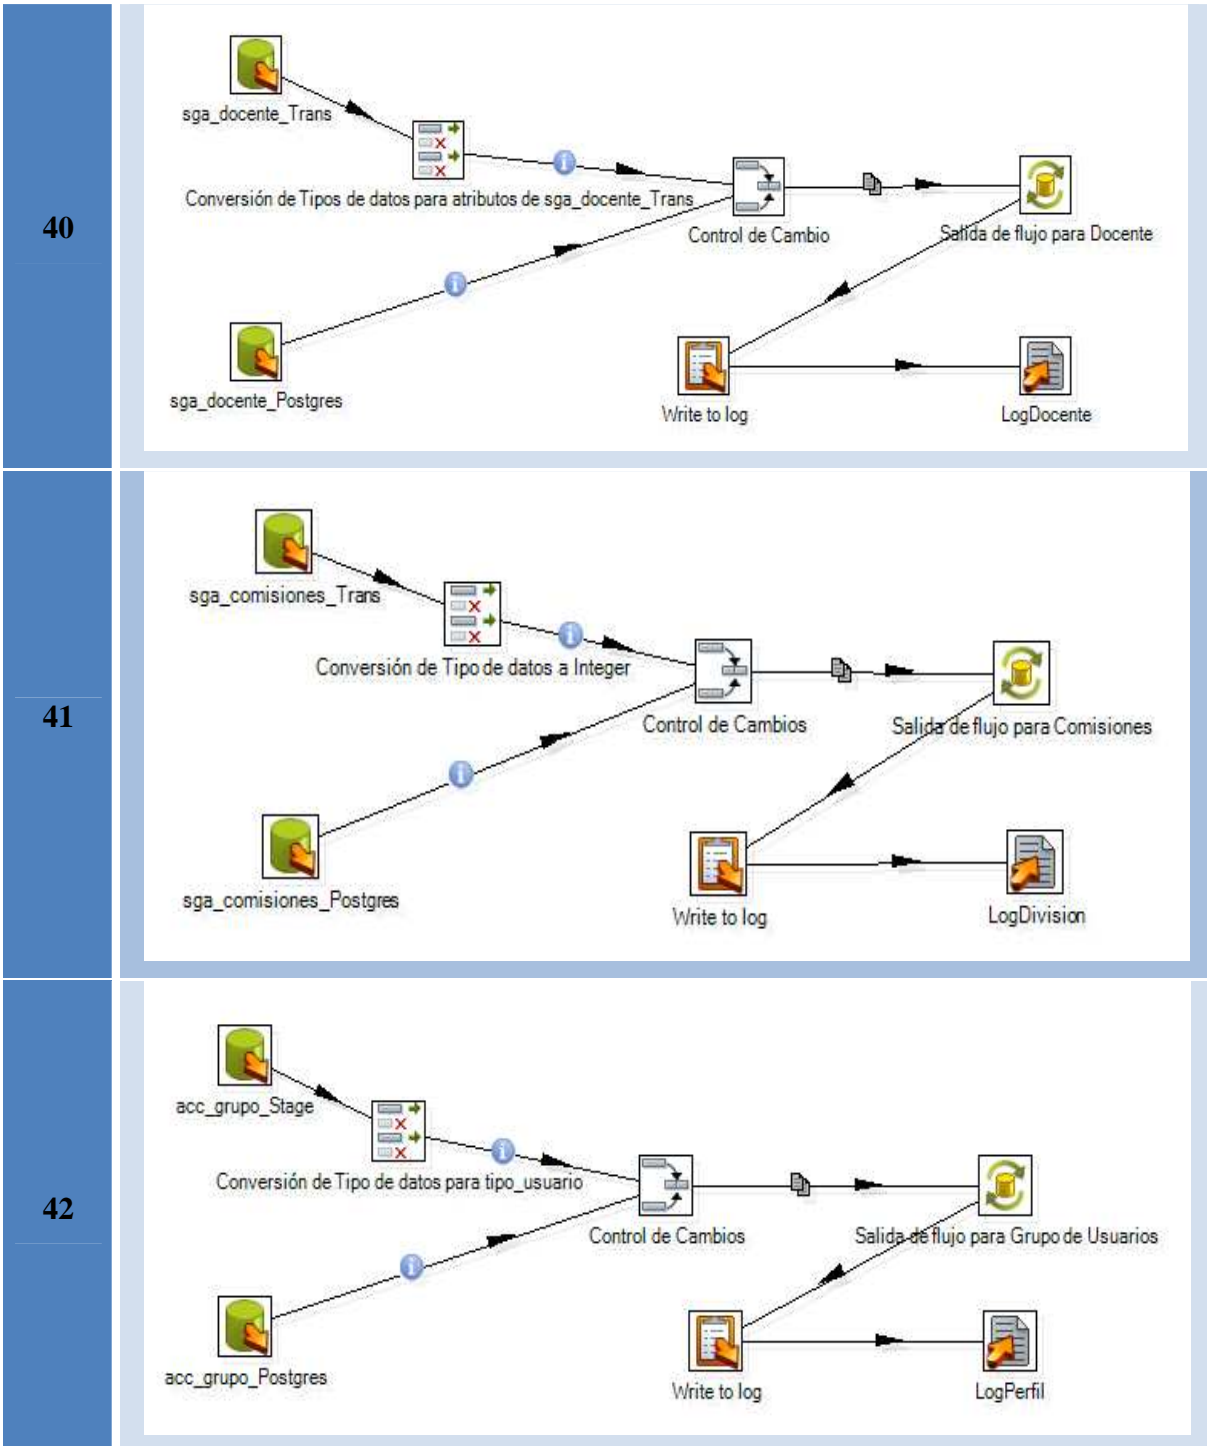 40
sga_docente_Trans
Conversión de Tipos de datos para atributos de sga_docente_Trans
Control de Cambio
Salida de flujo para Docente
sga_docente_Postgres
Write to log
LogDocente
41
sga_comisiones_Trans
Conversión de Tipo de datos a Integer
Control de Cambios
Salida de flujo para Comisiones
sga_comisiones_Postgres
Write to log
LogDivision
42
acc_grupo_Stage
Conversión de Tipo de datos para tipo_usuario
Control de Cambios
Salida de flujo para Grupo de Usuarios
acc_grupo_Postgres
Write to log
LogPerfil